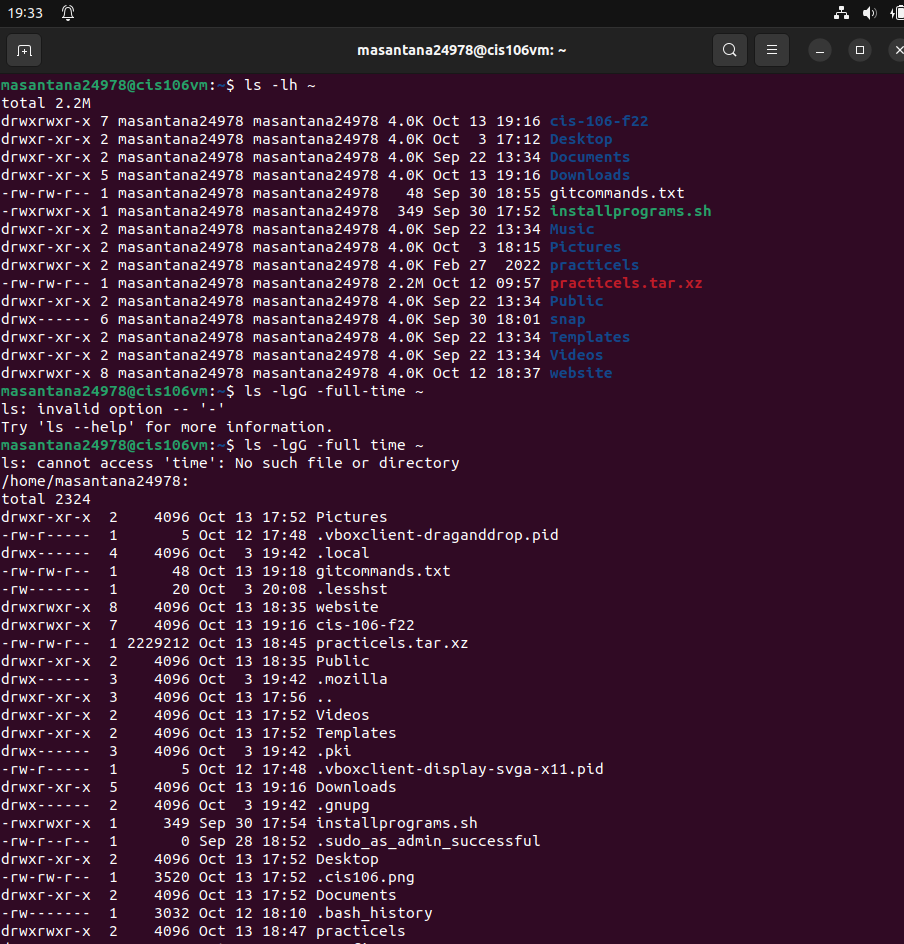 19:33
masantana24978@cis106vm: ~
masantana24978@cis106vm:~$ ls -lh ~
total 2.2M
drwxrwxr-x 7 masantana24978 masantana24978 4.0K Oct 13 19:16 cis-106-f22
drwxr-xr-x 2 masantana24978 masantana24978 4.0K Oct  3 17:12 Desktop
drwxr-xr-x 2 masantana24978 masantana24978 4.0K Sep 22 13:34 Documents
drwxr-xr-x 5 masantana24978 masantana24978 4.0K Oct 13 19:16 Downloads
-rw-rw-r-- 1 masantana24978 masantana24978   48 Sep 30 18:55 gitcommands.txt
-rwxrwxr-x 1 masantana24978 masantana24978  349 Sep 30 17:52 installprograms.sh
drwxr-xr-x 2 masantana24978 masantana24978 4.0K Sep 22 13:34 Music
drwxr-xr-x 2 masantana24978 masantana24978 4.0K Oct  3 18:15 Pictures
drwxrwxr-x 2 masantana24978 masantana24978 4.0K Feb 27  2022 practicels
-rw-rw-r-- 1 masantana24978 masantana24978 2.2M Oct 12 09:57 practicels.tar.xz
drwxr-xr-x 2 masantana24978 masantana24978 4.0K Sep 22 13:34 Public
drwx------ 6 masantana24978 masantana24978 4.0K Sep 30 18:01 snap
drwxr-xr-x 2 masantana24978 masantana24978 4.0K Sep 22 13:34 Templates
drwxr-xr-x 2 masantana24978 masantana24978 4.0K Sep 22 13:34 Videos
drwxrwxr-x 8 masantana24978 masantana24978 4.0K Oct 12 18:37 website
masantana24978@cis106vm:~$ ls -lgG -full-time ~
ls: invalid option -- '-'
Try 'ls --help' for more information.
masantana24978@cis106vm:~$ ls -lgG -full time ~
ls: cannot access 'time': No such file or directory
/home/masantana24978:
total 2324
drwxr-xr-x  2    4096 Oct 13 17:52 Pictures
-rw-r-----  1       5 Oct 12 17:48 .vboxclient-draganddrop.pid
drwx------  4    4096 Oct  3 19:42 .local
-rw-rw-r--  1      48 Oct 13 19:18 gitcommands.txt
-rw-------  1      20 Oct  3 20:08 .lesshst
drwxrwxr-x  8    4096 Oct 13 18:35 website
drwxrwxr-x  7    4096 Oct 13 19:16 cis-106-f22
-rw-rw-r--  1 2229212 Oct 13 18:45 practicels.tar.xz
drwxr-xr-x  2    4096 Oct 13 18:35 Public
drwx------  3    4096 Oct  3 19:42 .mozilla
drwxr-xr-x  3    4096 Oct 13 17:56 ..
drwxr-xr-x  2    4096 Oct 13 17:52 Videos
drwxr-xr-x  2    4096 Oct 13 17:52 Templates
drwx------  3    4096 Oct  3 19:42 .pki
-rw-r-----  1       5 Oct 12 17:48 .vboxclient-display-svga-x11.pid
drwxr-xr-x  5    4096 Oct 13 19:16 Downloads
drwx------  2    4096 Oct  3 19:42 .gnupg
-rwxrwxr-x  1     349 Sep 30 17:54 installprograms.sh
-rw-r--r--  1       0 Sep 28 18:52 .sudo_as_admin_successful
drwxr-xr-x  2    4096 Oct 13 17:52 Desktop
-rw-rw-r--  1    3520 Oct 13 17:52 .cis106.png
drwxr-xr-x  2    4096 Oct 13 17:52 Documents
-rw-------  1    3032 Oct 12 18:10 .bash_history
drwxrwxr-x  2    4096 Oct 13 18:47 practicels